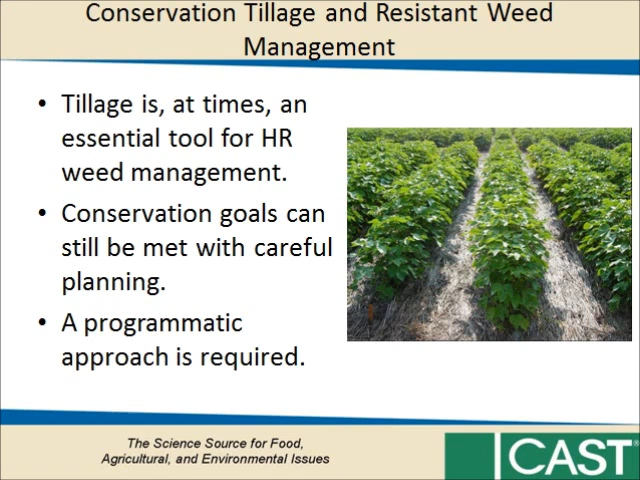 Conservation Tillage and Resistant Weed
Management
• Tillage is, at times, an
essential tool for HR
weed management.
• Conservation goals can
still be met with careful
planning.
• A programmatic
approach is required.
The Science Source for Food,
Agricultural, and Environmental Issues
CAST®